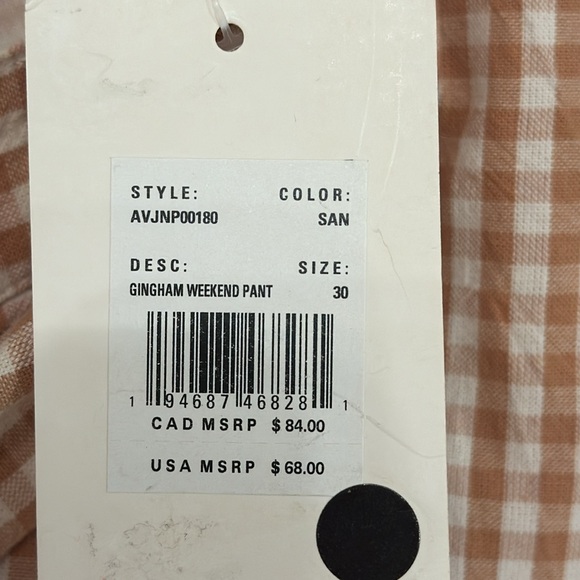 STYLE: COLOR:
AVJNP00180 SAN
DESC: SIZE:
GINGHAM WEEKEND PANT 30
1 94687 46828 1
CAD MSRP $ 84.00
USA MSRP $ 68.00